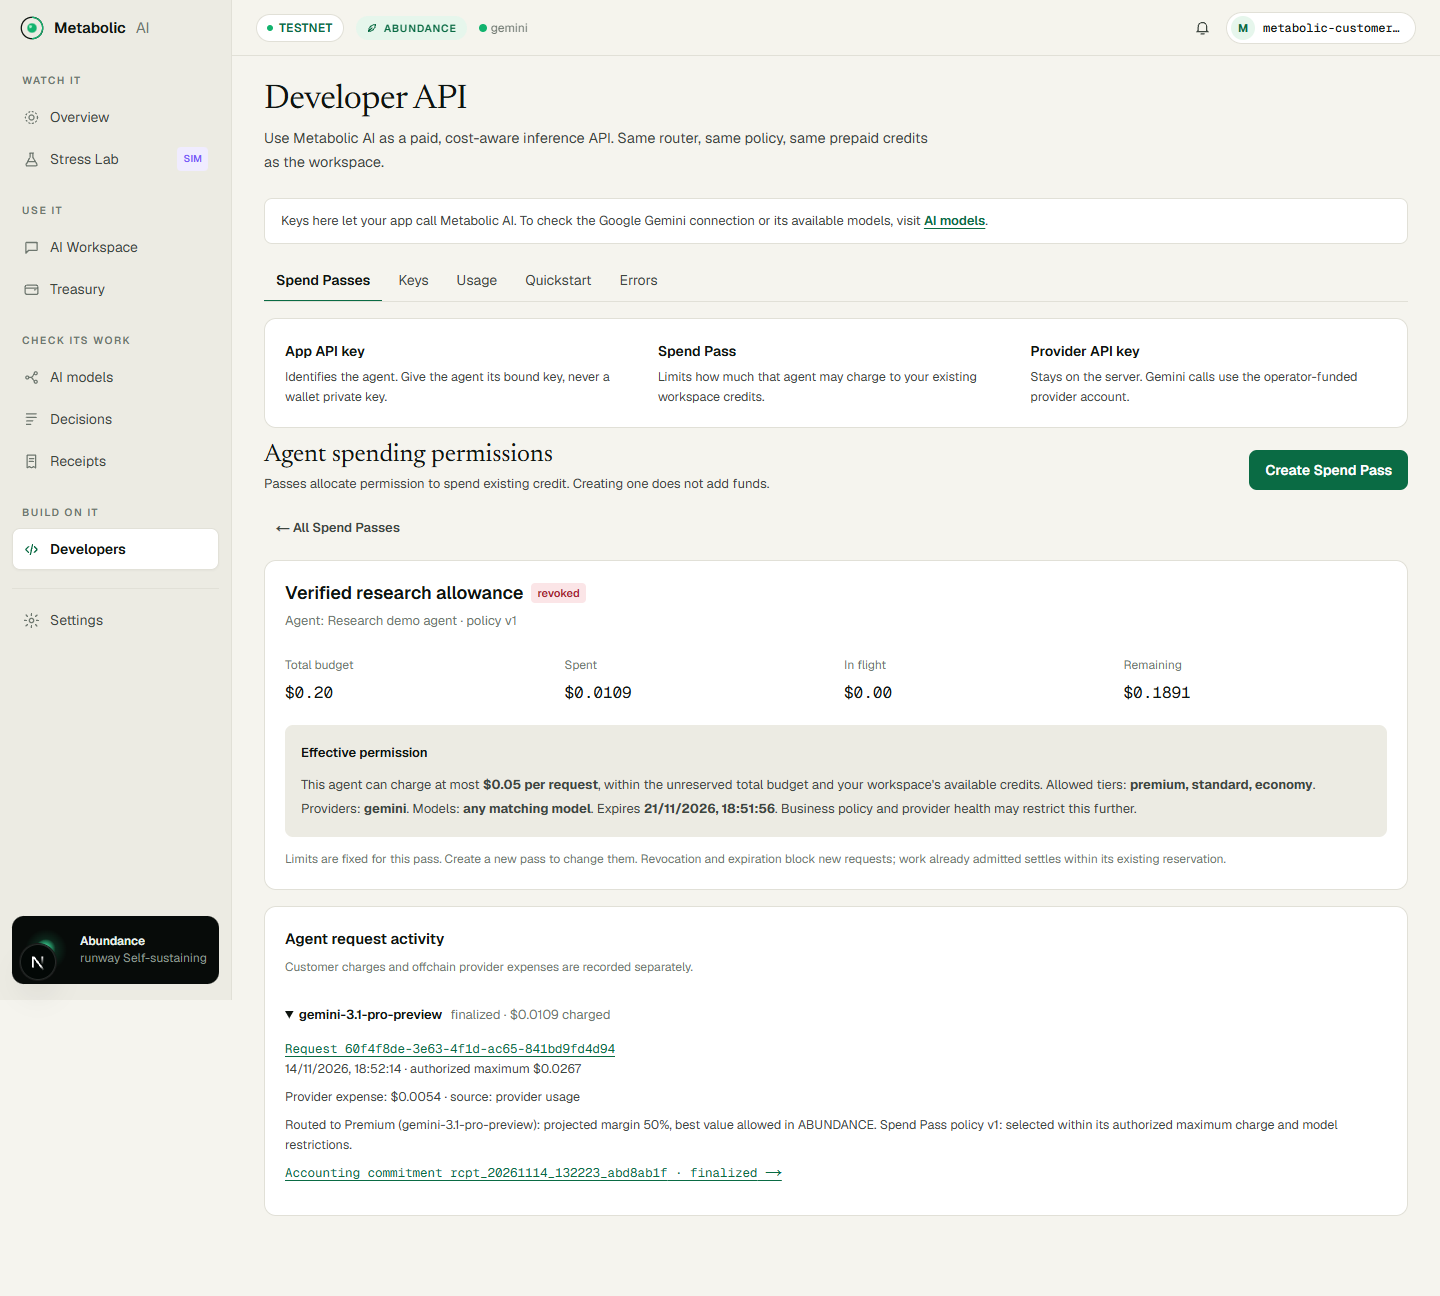 Metabolic AI
WATCH IT
Overview
Stress Lab SIM
USE IT
AI Workspace
Treasury
CHECK ITS WORK
AI models
Decisions
Receipts
BUILD ON IT
Developers
Settings
N
Abundance
runway Self-sustaining
TESTNET ABUNDANCE gemini
M metabolic-customer…
Developer API
Use Metabolic AI as a paid, cost-aware inference API. Same router, same policy, same prepaid credits
as the workspace.
Keys here let your app call Metabolic AI. To check the Google Gemini connection or its available models, visit AI models.
Spend Passes Keys Usage Quickstart Errors
App API key
Identifies the agent. Give the agent its bound key, never a
wallet private key.
Spend Pass
Limits how much that agent may charge to your existing
workspace credits.
Provider API key
Stays on the server. Gemini calls use the operator-funded
provider account.
Agent spending permissions
Passes allocate permission to spend existing credit. Creating one does not add funds.
Create Spend Pass
← All Spend Passes
Verified research allowance revoked
Agent: Research demo agent · policy v1
Total budget
$0.20
Spent
$0.0109
In flight
$0.00
Remaining
$0.1891
Effective permission
This agent can charge at most $0.05 per request, within the unreserved total budget and your workspace's available credits. Allowed tiers: premium, standard, economy.
Providers: gemini. Models: any matching model. Expires 21/11/2026, 18:51:56. Business policy and provider health may restrict this further.
Limits are fixed for this pass. Create a new pass to change them. Revocation and expiration block new requests; work already admitted settles within its existing reservation.
Agent request activity
Customer charges and offchain provider expenses are recorded separately.
▼ gemini-3.1-pro-preview finalized · $0.0109 charged
Request 60f4f8de-3e63-4f1d-ac65-841bd9fd4d94
14/11/2026, 18:52:14 · authorized maximum $0.0267
Provider expense: $0.0054 · source: provider usage
Routed to Premium (gemini-3.1-pro-preview): projected margin 50%, best value allowed in ABUNDANCE. Spend Pass policy v1: selected within its authorized maximum charge and model
restrictions.
Accounting commitment rcpt_20261114_132223_abd8ab1f · finalized →